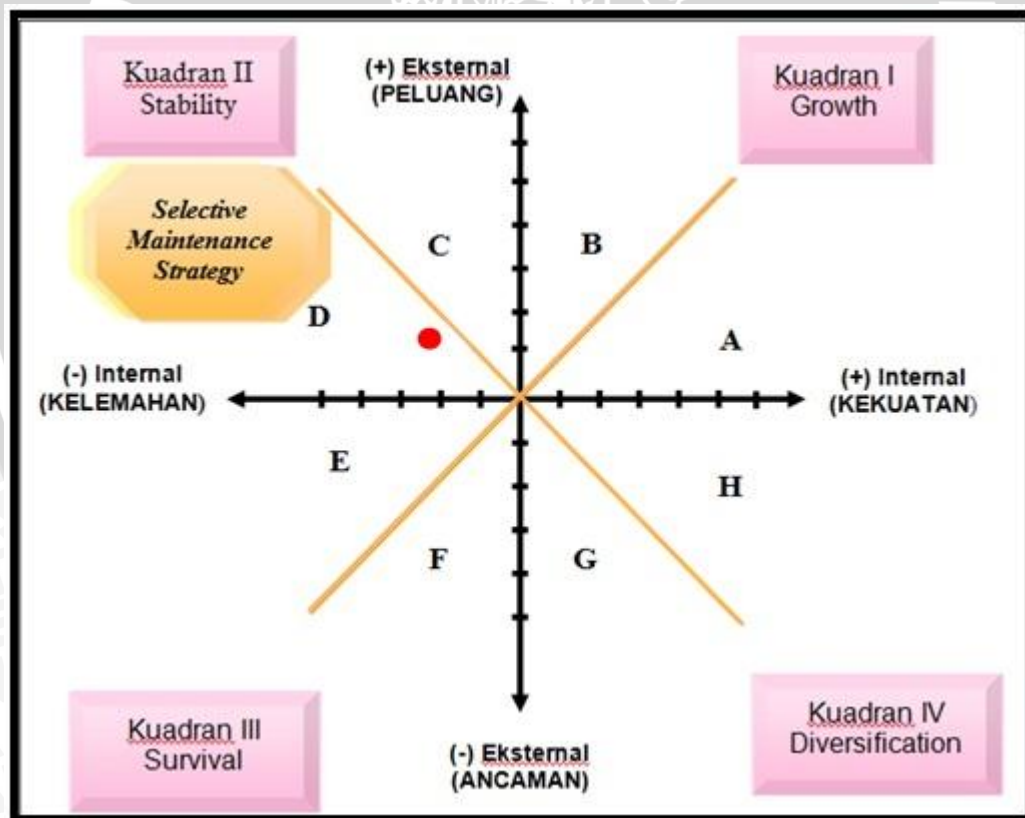 Kuadran II
Stability
(+) Eksternal
(PELUANG)
Kuadran I
Growth
Selective
Maintenance
Strategy
C
B
D
A
(-) Internal
(KELEMAHAN)
(+) Internal
(KEKUATAN)
E
H
F
G
Kuadran III
Survival
(-) Eksternal
(ANCAMAN)
Kuadran IV
Diversification